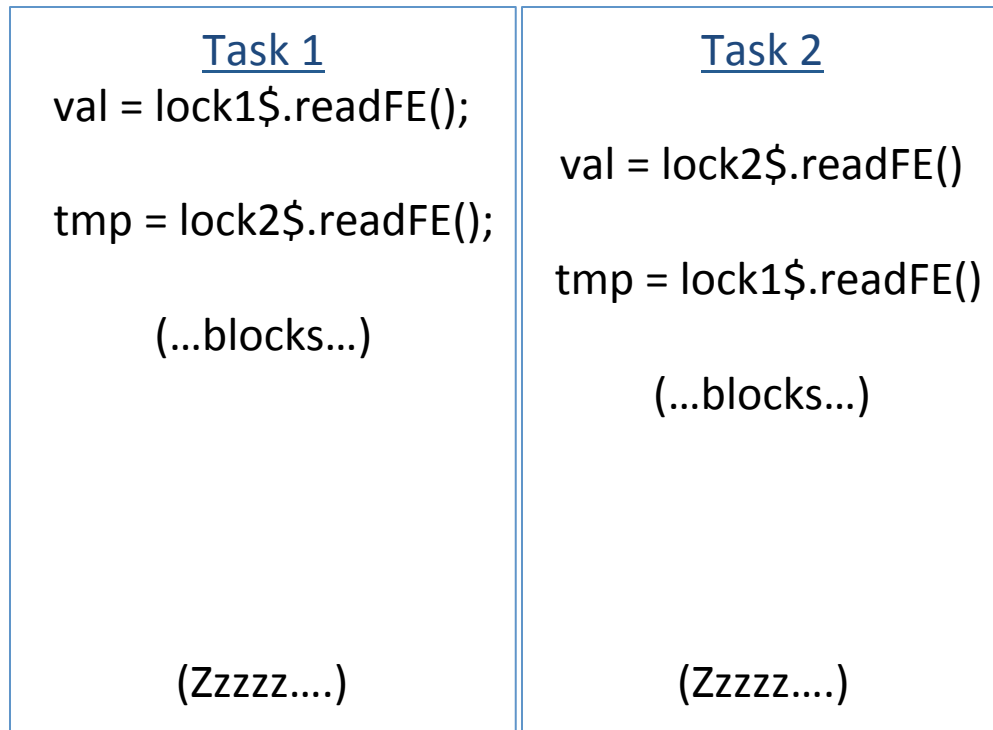 Task 1
val = lock1$.readFE();
tmp = lock2$.readFE();
(…blocks…)
(Zzzzz….)
Task 2
val = lock2$.readFE()
tmp = lock1$.readFE()
(…blocks…)
(Zzzzz….)